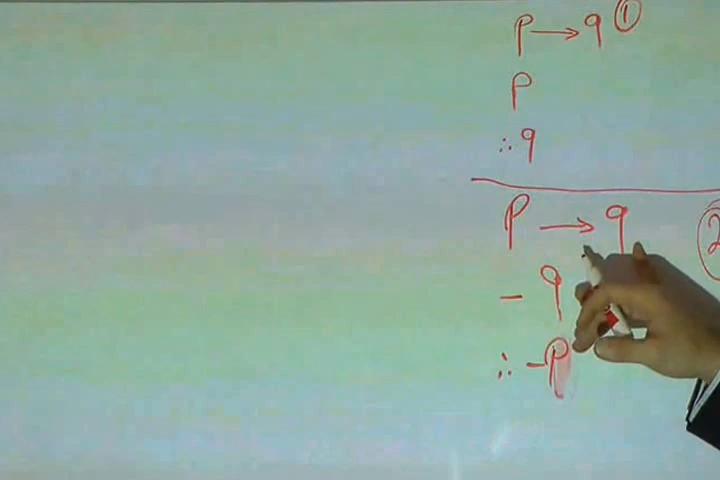 P → q ①
P
∴ q
P → q ②
- q
∴ -P